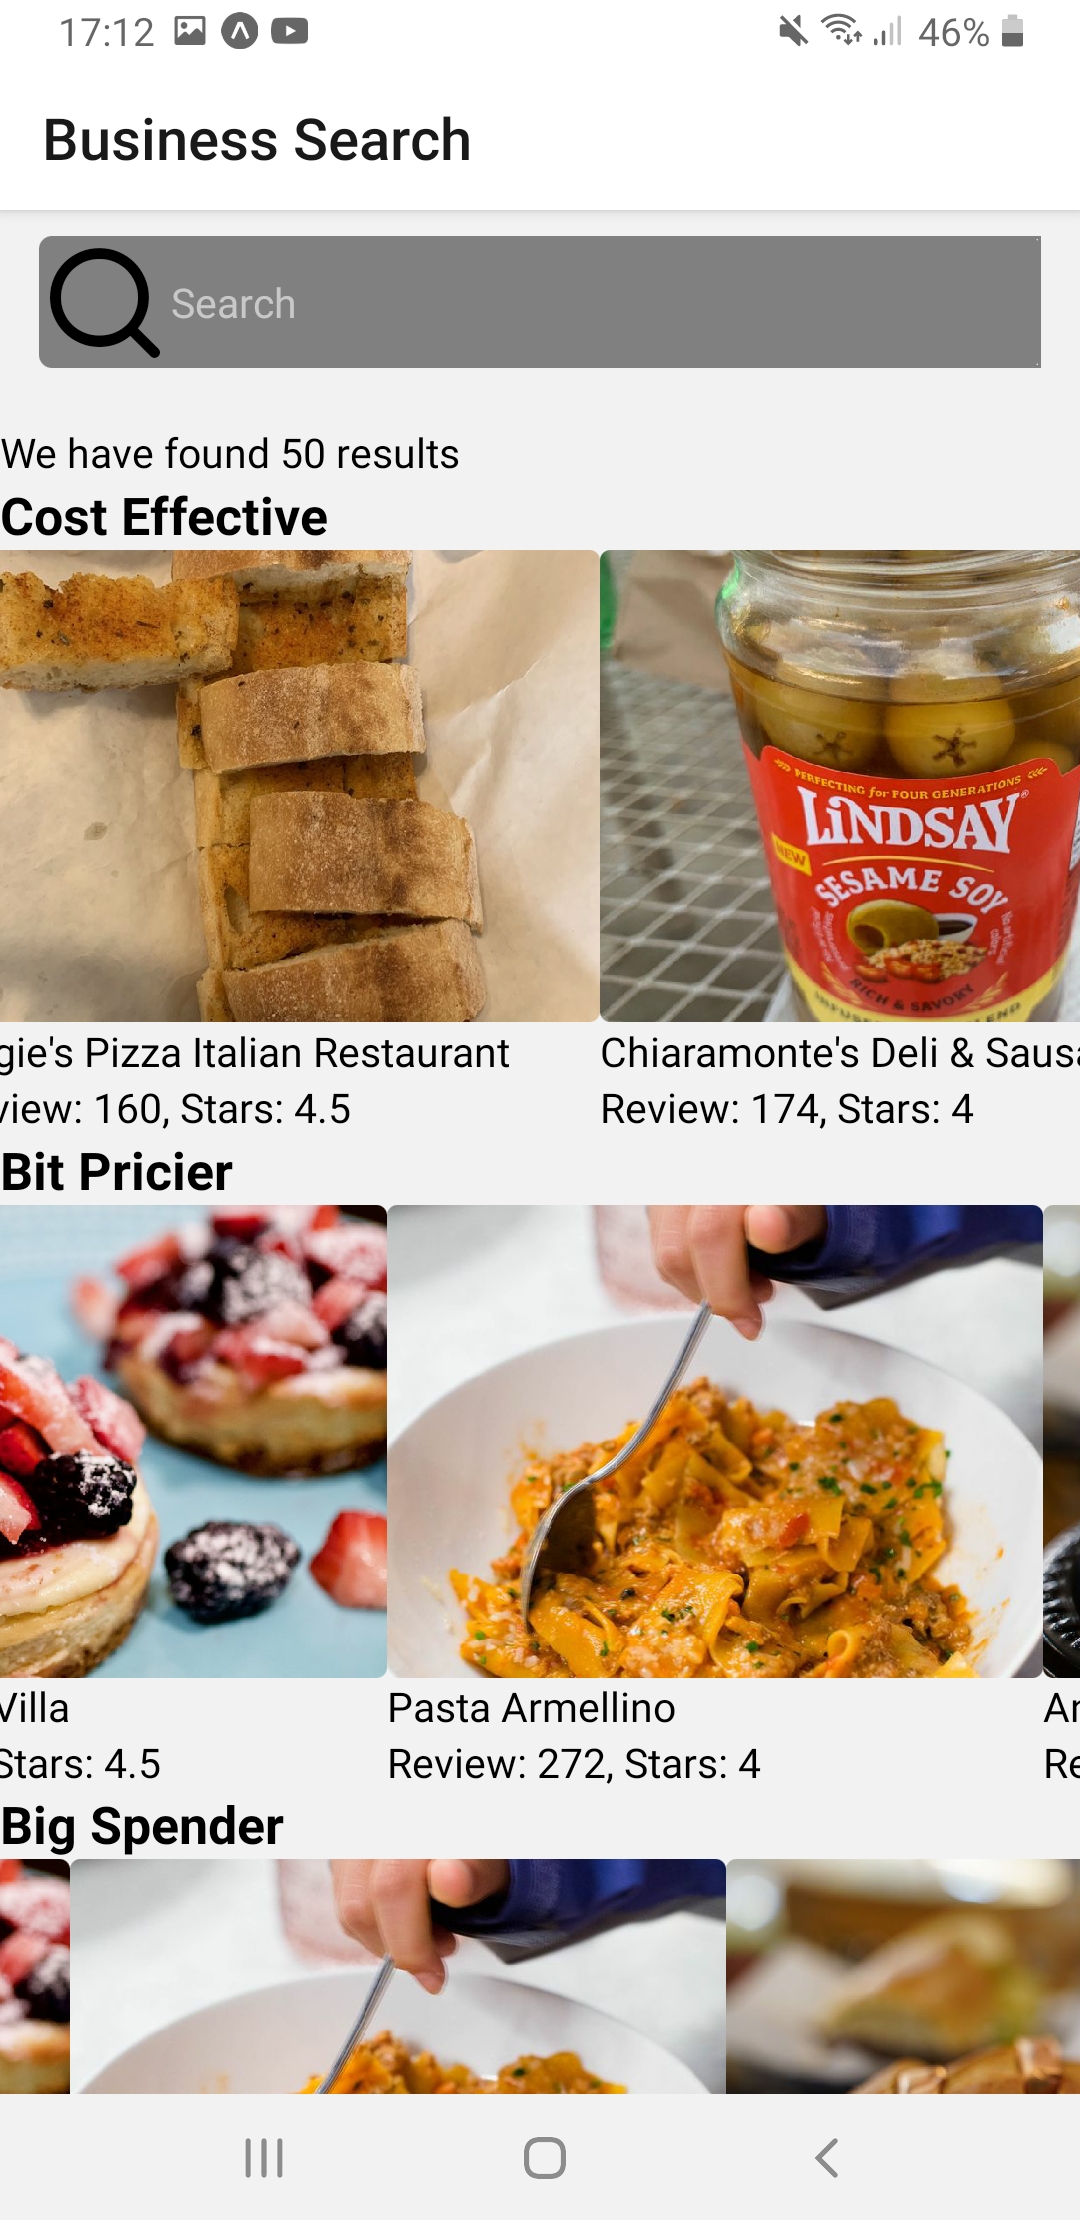 17:12
46%
Business Search
Search
We have found 50 results
Cost Effective
PERFECTING for FOUR GENERATIONS
LINDSAY®
NEW
SESAME SOY
RICH & SAVORY
gie's Pizza Italian Restaurant
view: 160, Stars: 4.5
Chiaramonte's Deli & Saus
Review: 174, Stars: 4
Bit Pricier
Villa
Stars: 4.5
Pasta Armellino
Review: 272, Stars: 4
Ar
Re
Big Spender